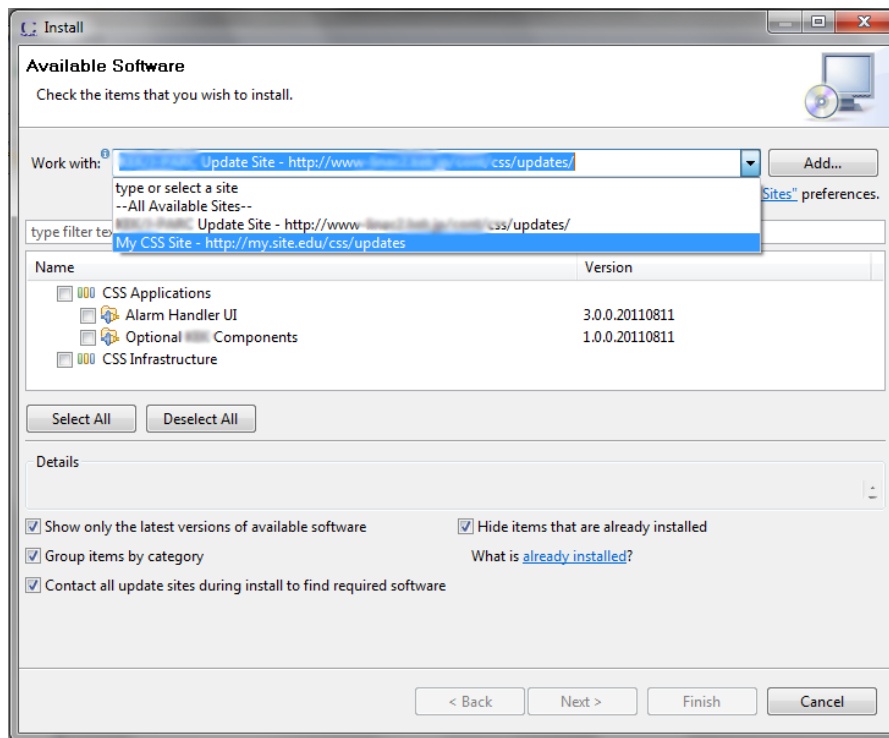 Install
Available Software
Check the items that you wish to install.
Work with: Update Site - http://www css/updates/ Add...
type or select a site
--All Available Sites--
Update Site - http://www css/updates/
My CSS Site - http://my.site.edu/css/updates
Sites" preferences.
type filter tex
Name Version
CSS Applications
Alarm Handler UI 3.0.0.20110811
Optional Components 1.0.0.20110811
CSS Infrastructure
Select All Deselect All
Details
Show only the latest versions of available software Hide items that are already installed
Group items by category What is already installed?
Contact all update sites during install to find required software
< Back Next > Finish Cancel